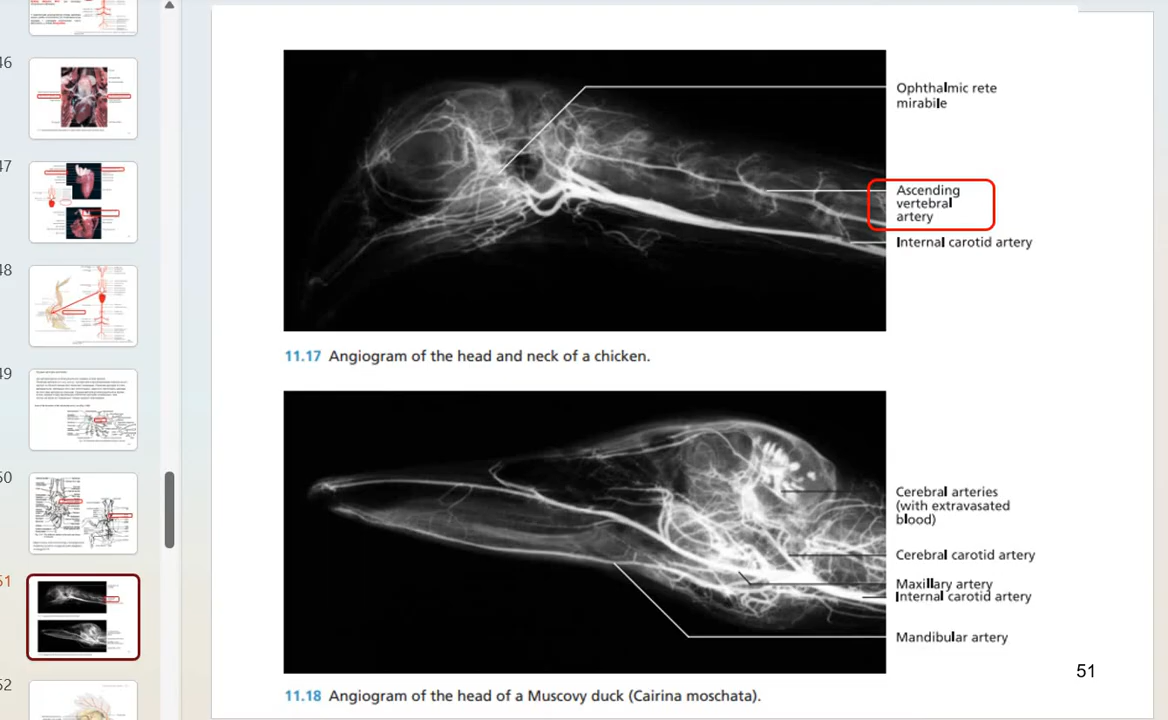 46
47
48
49
50
51
52
Ophthalmic rete
mirabile
Ascending
vertebral
artery
Internal carotid artery
11.17 Angiogram of the head and neck of a chicken.
Cerebral arteries
(with extravasated
blood)
Cerebral carotid artery
Maxillary artery
Internal carotid artery
Mandibular artery
51
11.18 Angiogram of the head of a Muscovy duck (Cairina moschata).